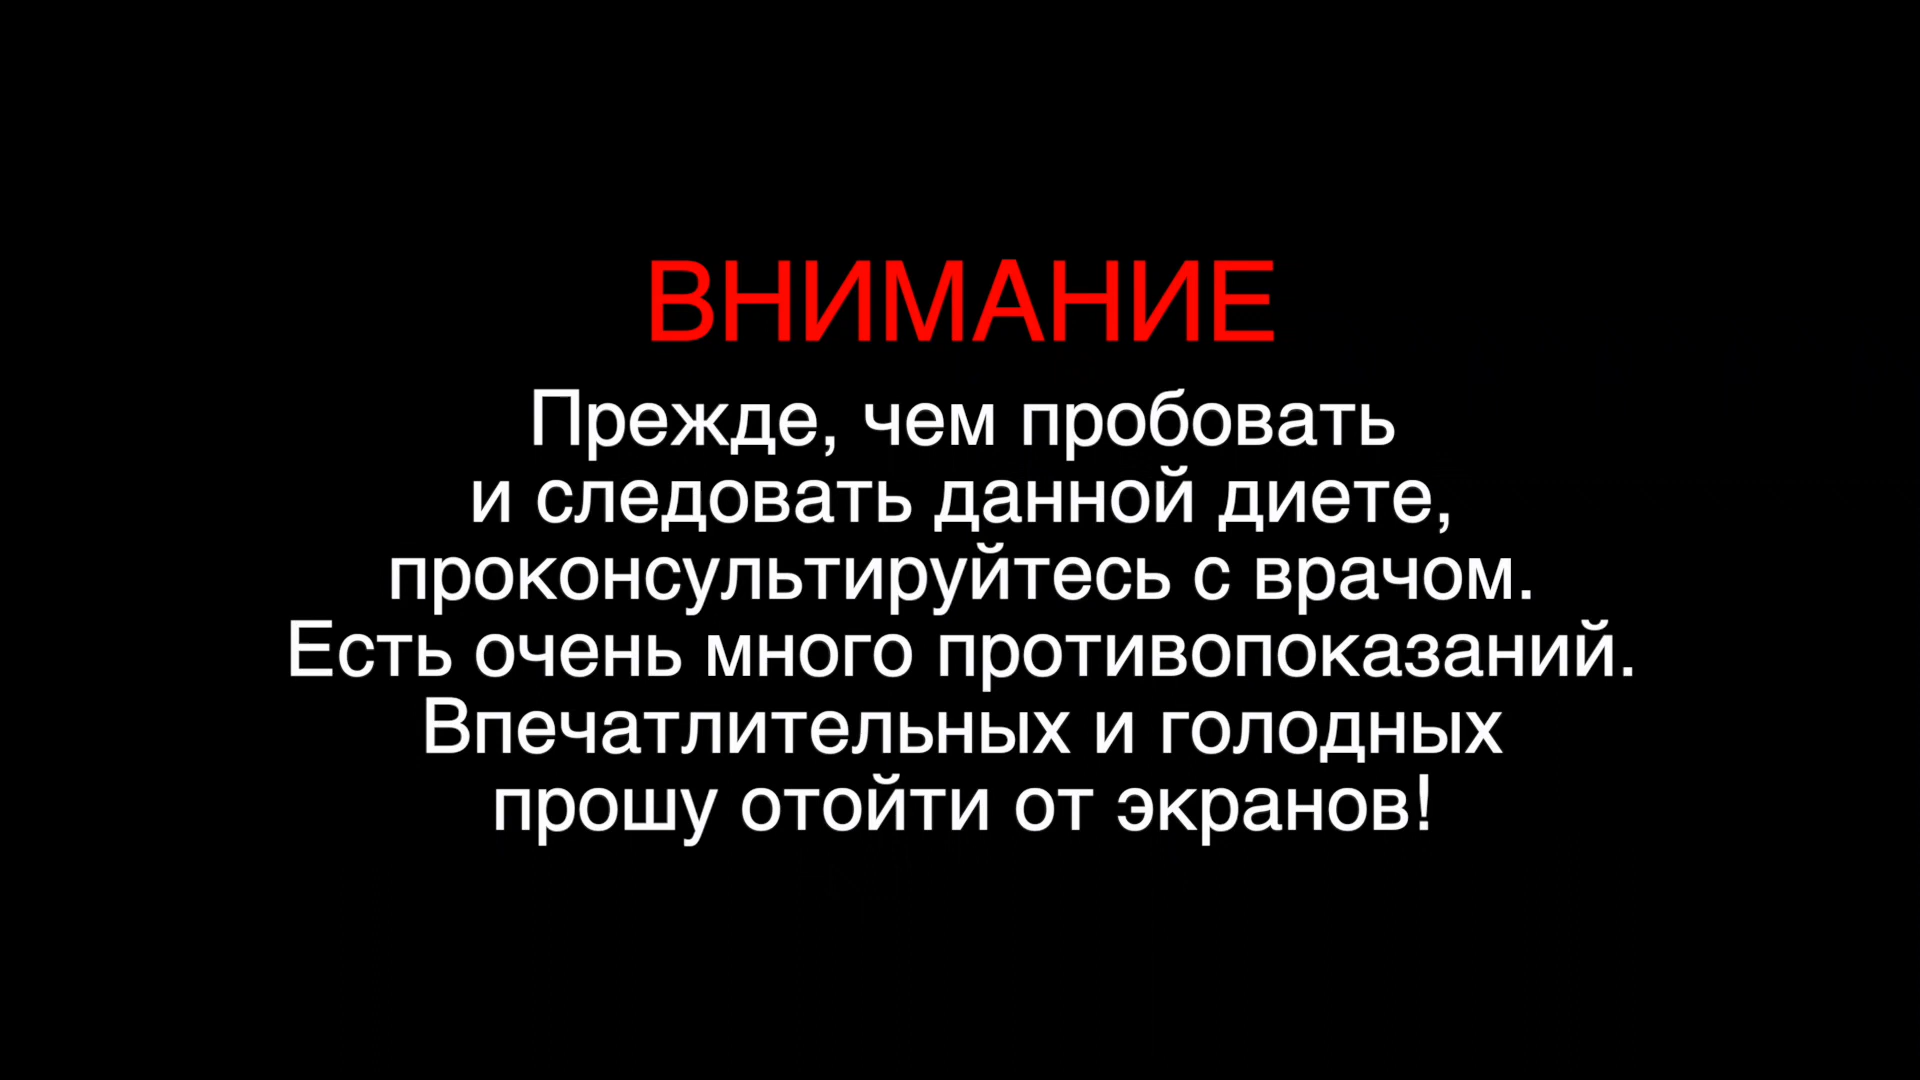 ВНИМАНИЕ
Прежде, чем пробовать
и следовать данной диете,
проконсультируйтесь с врачом.
Есть очень много противопоказаний.
Впечатлительных и голодных
прошу отойти от экранов!